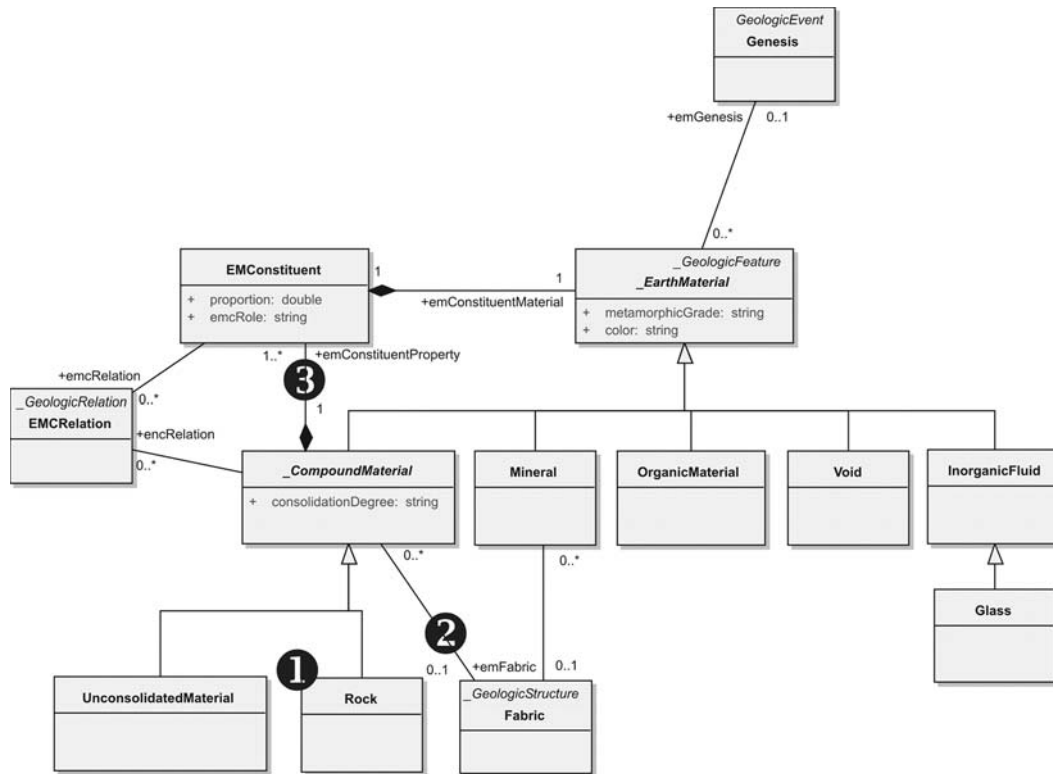 GeologicEvent
Genesis
+emGenesis
0..1
0..*
EMConstituent
+ proportion: double
+ emcRole: string
1
1
+emConstituentMaterial
_GeologicFeature
_EarthMaterial
+ metamorphicGrade: string
+ color: string
1..*
+emConstituentProperty
3
1
+emcRelation
0..*
_GeologicRelation
EMCRelation
+encRelation
0..*
_CompoundMaterial
+ consolidationDegree: string
Mineral
OrganicMaterial
Void
InorganicFluid
0..*
0..*
Glass
2
0..1
+emFabric
0..1
1
UnconsolidatedMaterial
Rock
_GeologicStructure
Fabric